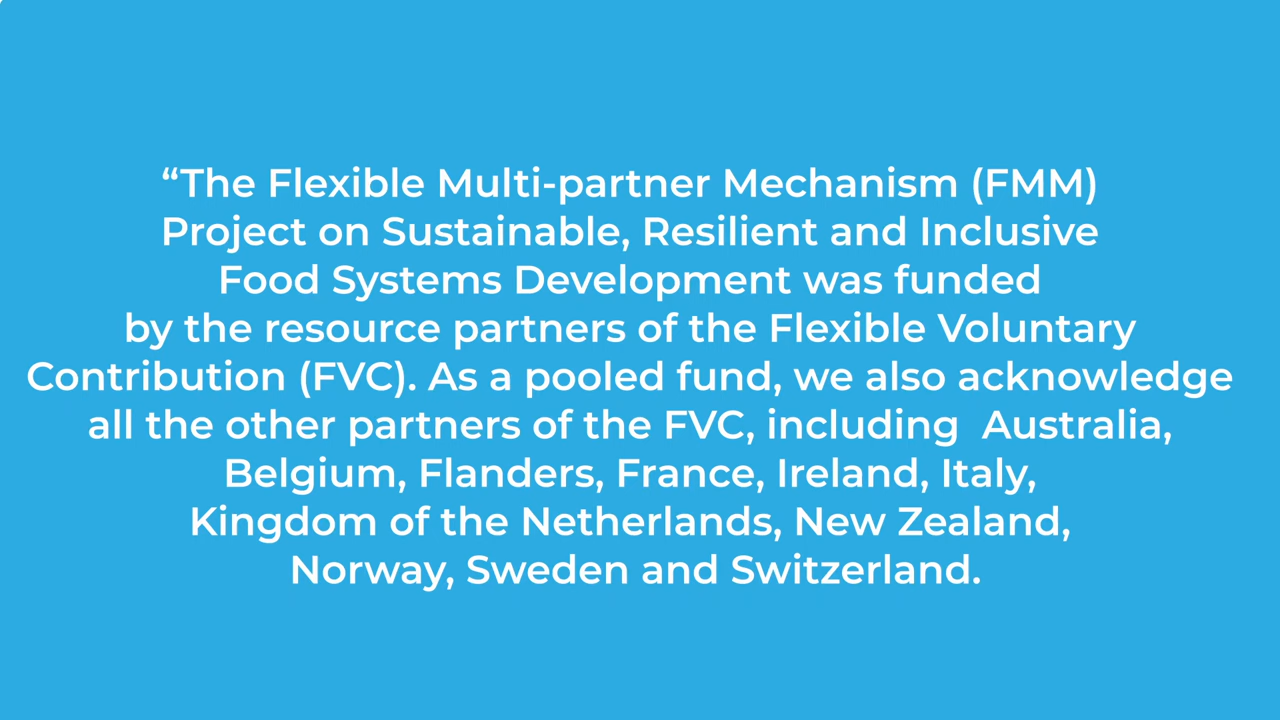 “The Flexible Multi-partner Mechanism (FMM)
Project on Sustainable, Resilient and Inclusive
Food Systems Development was funded
by the resource partners of the Flexible Voluntary
Contribution (FVC). As a pooled fund, we also acknowledge
all the other partners of the FVC, including  Australia,
Belgium, Flanders, France, Ireland, Italy,
Kingdom of the Netherlands, New Zealand,
Norway, Sweden and Switzerland.